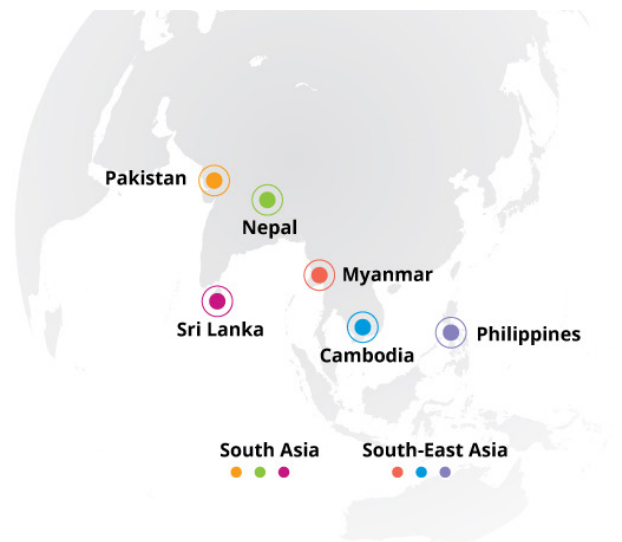 Pakistan
Nepal
Myanmar
Sri Lanka
Cambodia
Philippines
South Asia
South-East Asia